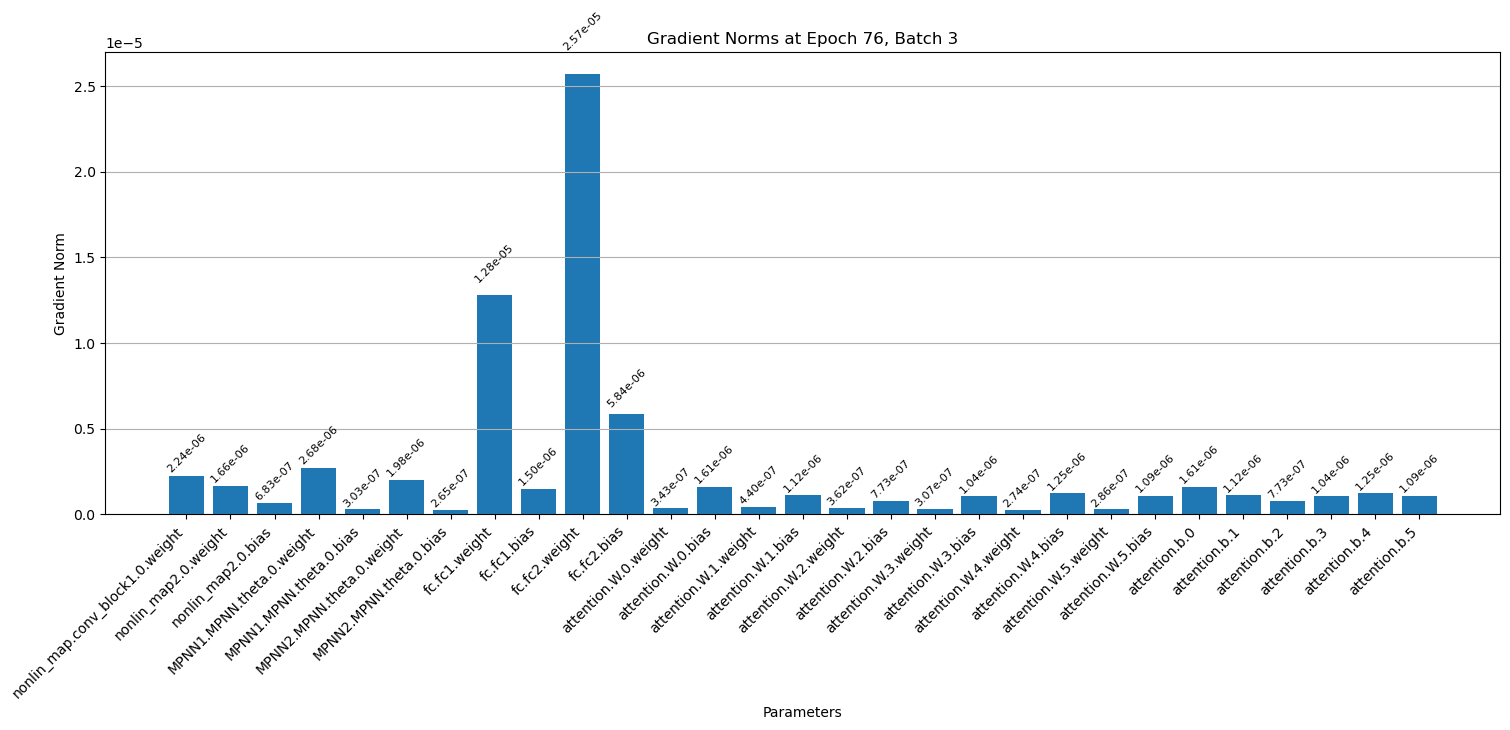 Gradient Norms at Epoch 76, Batch 3
1e−5
Gradient Norm
2.5
2.0
1.5
1.0
0.5
0.0
2.24e-06
1.66e-06
6.83e-07
2.68e-06
3.03e-07
1.98e-06
2.65e-07
1.28e-05
1.50e-06
2.57e-05
5.84e-06
3.43e-07
1.61e-06
4.40e-07
1.12e-06
3.62e-07
7.73e-07
3.07e-07
1.04e-06
2.74e-07
1.25e-06
2.86e-07
1.09e-06
1.61e-06
1.12e-06
7.73e-07
1.04e-06
1.25e-06
1.09e-06
nonlin_map.conv_block1.0.weight
nonlin_map2.0.weight
nonlin_map2.0.bias
MPNN1.MPNN.theta.0.weight
MPNN1.MPNN.theta.0.bias
MPNN2.MPNN.theta.0.weight
MPNN2.MPNN.theta.0.bias
fc.fc1.weight
fc.fc1.bias
fc.fc2.weight
fc.fc2.bias
attention.W.0.weight
attention.W.0.bias
attention.W.1.weight
attention.W.1.bias
attention.W.2.weight
attention.W.2.bias
attention.W.3.weight
attention.W.3.bias
attention.W.4.weight
attention.W.4.bias
attention.W.5.weight
attention.W.5.bias
attention.b.0
attention.b.1
attention.b.2
attention.b.3
attention.b.4
attention.b.5
Parameters